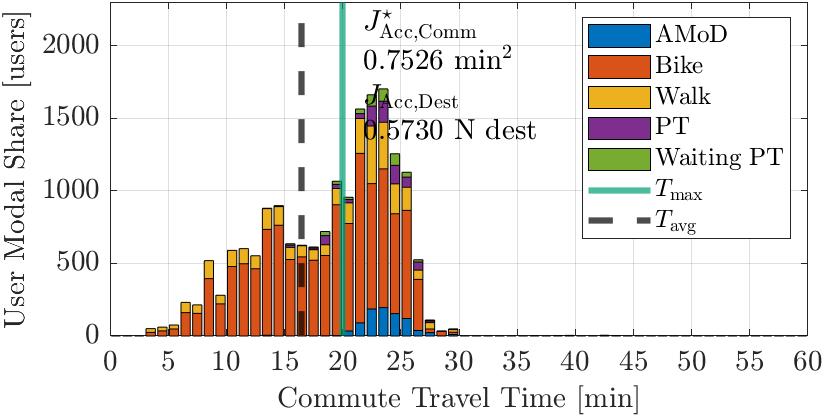 User Modal Share [users]
2000
1500
1000
500
0
J⋆Acc,Comm
0.7526 min²
JAcc,Dest
0.5730 N dest
AMoD
Bike
Walk
PT
Waiting PT
Tmax
Tavg
0 5 10 15 20 25 30 35 40 45 50 55 60
Commute Travel Time [min]